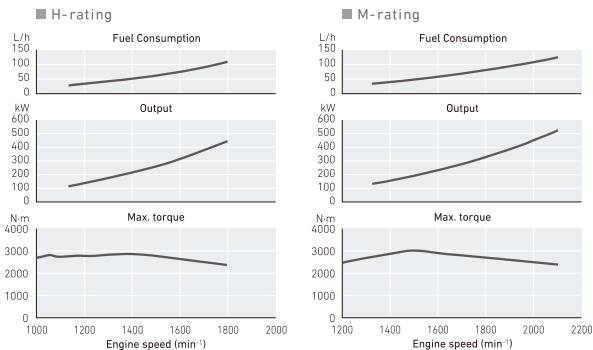 H-rating
L/h
Fuel Consumption
150
100
50
0
kW
Output
600
500
400
300
200
100
0
N·m
Max. torque
4000
3000
2000
1000
0
1000 1200 1400 1600 1800 2000
Engine speed (min⁻¹)
M-rating
L/h
Fuel Consumption
150
100
50
0
kW
Output
600
500
400
300
200
100
0
N·m
Max. torque
4000
3000
2000
1000
0
1200 1400 1600 1800 2000 2200
Engine speed (min⁻¹)